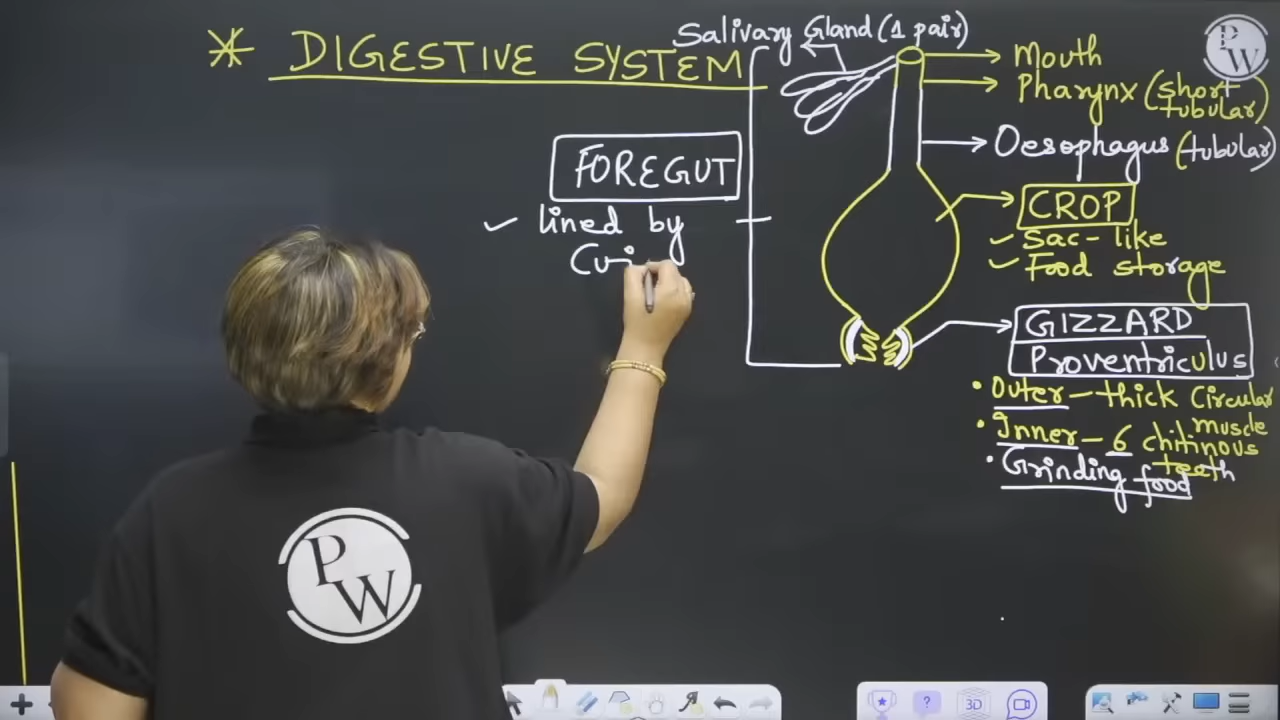 * DIGESTIVE SYSTEM
Salivary Gland (1 pair)
Mouth
Pharynx (short tubular)
Oesophagus (tubular)
FOREGUT
✓ lined by
CROP
✓ Sac-like
✓ Food storage
GIZZARD
Proventriculus
• Outer - thick Circular muscle
• Inner - 6 chitinous teeth
• Grinding food
PW
PW
3D